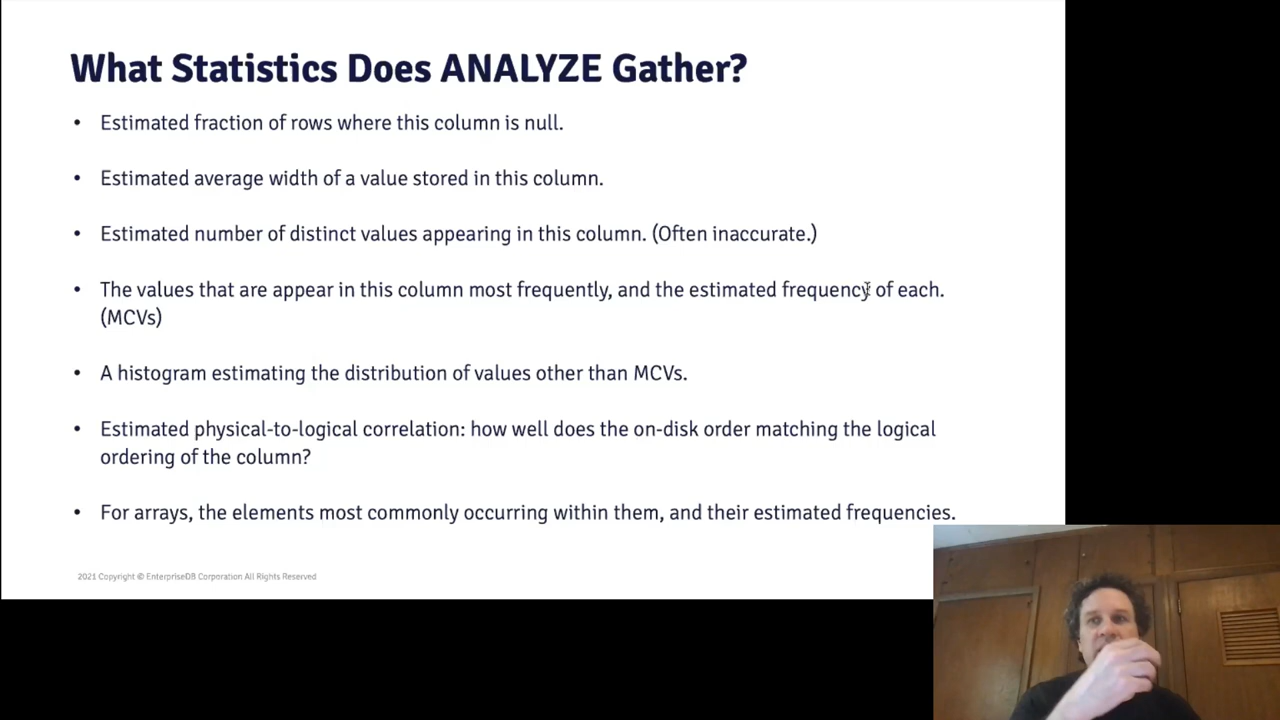 What Statistics Does ANALYZE Gather?
• Estimated fraction of rows where this column is null.
• Estimated average width of a value stored in this column.
• Estimated number of distinct values appearing in this column. (Often inaccurate.)
• The values that are appear in this column most frequently, and the estimated frequency of each.
(MCVs)
• A histogram estimating the distribution of values other than MCVs.
• Estimated physical-to-logical correlation: how well does the on-disk order matching the logical
ordering of the column?
• For arrays, the elements most commonly occurring within them, and their estimated frequencies.
2021 Copyright © EnterpriseDB Corporation All Rights Reserved